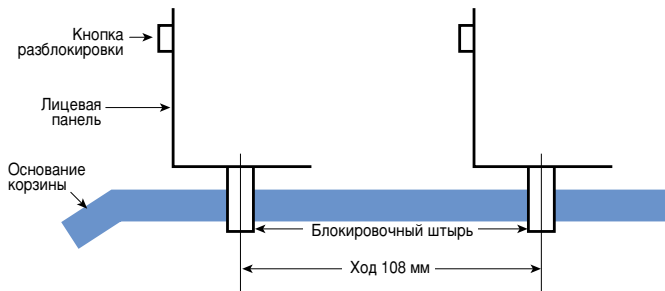 Кнопка
разблокировки
Лицевая
панель
Основание
корзины
Блокировочный штырь
Ход 108 мм